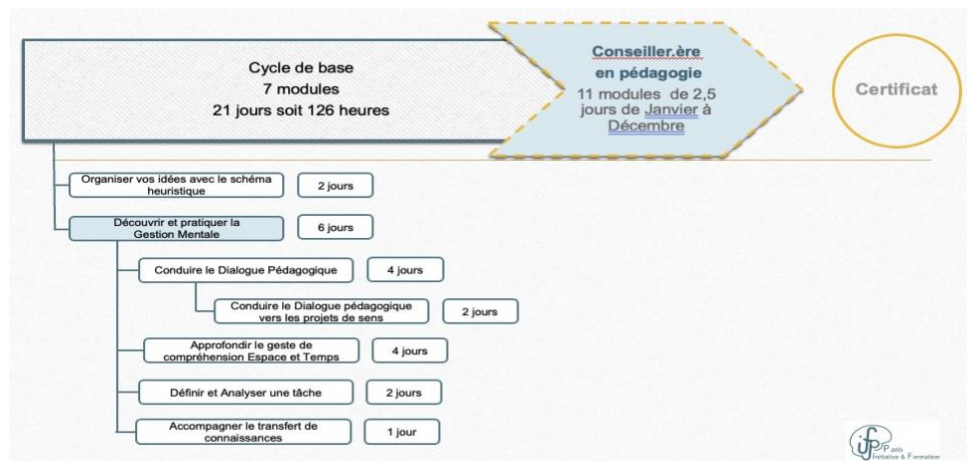 Cycle de base
7 modules
21 jours soit 126 heures
Conseiller.ère
en pédagogie
11 modules de 2,5
jours de Janvier à
Décembre
Certificat
Organiser vos idées avec le schéma
heuristique
2 jours
Découvrir et pratiquer la
Gestion Mentale
6 jours
Conduire le Dialogue Pédagogique
4 jours
Conduire le Dialogue pédagogique
vers les projets de sens
2 jours
Approfondir le geste de
compréhension Espace et Temps
4 jours
Définir et Analyser une tâche
2 jours
Accompagner le transfert de
connaissances
1 jour
ifp Paris
Initiative & Formation